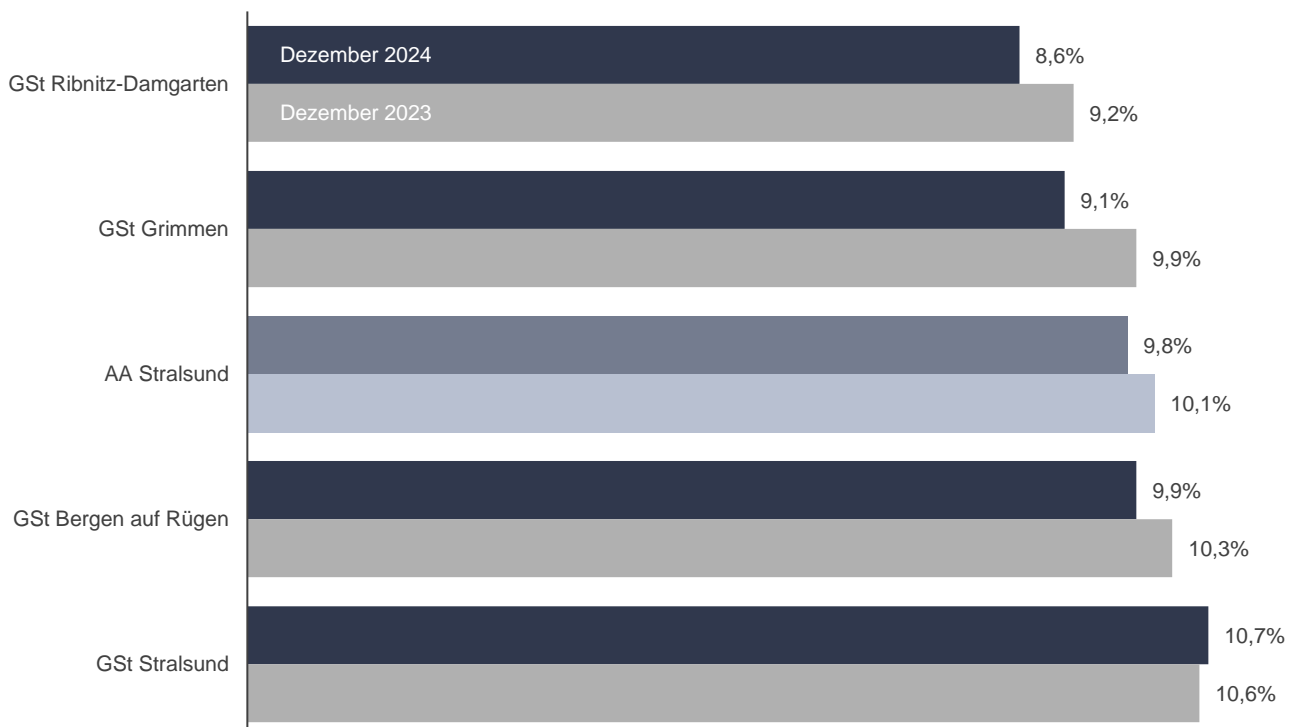 Dezember 2024
8,6%
GSt Ribnitz-Damgarten
Dezember 2023
9,2%
9,1%
GSt Grimmen
9,9%
9,8%
AA Stralsund
10,1%
9,9%
GSt Bergen auf Rügen
10,3%
10,7%
GSt Stralsund
10,6%